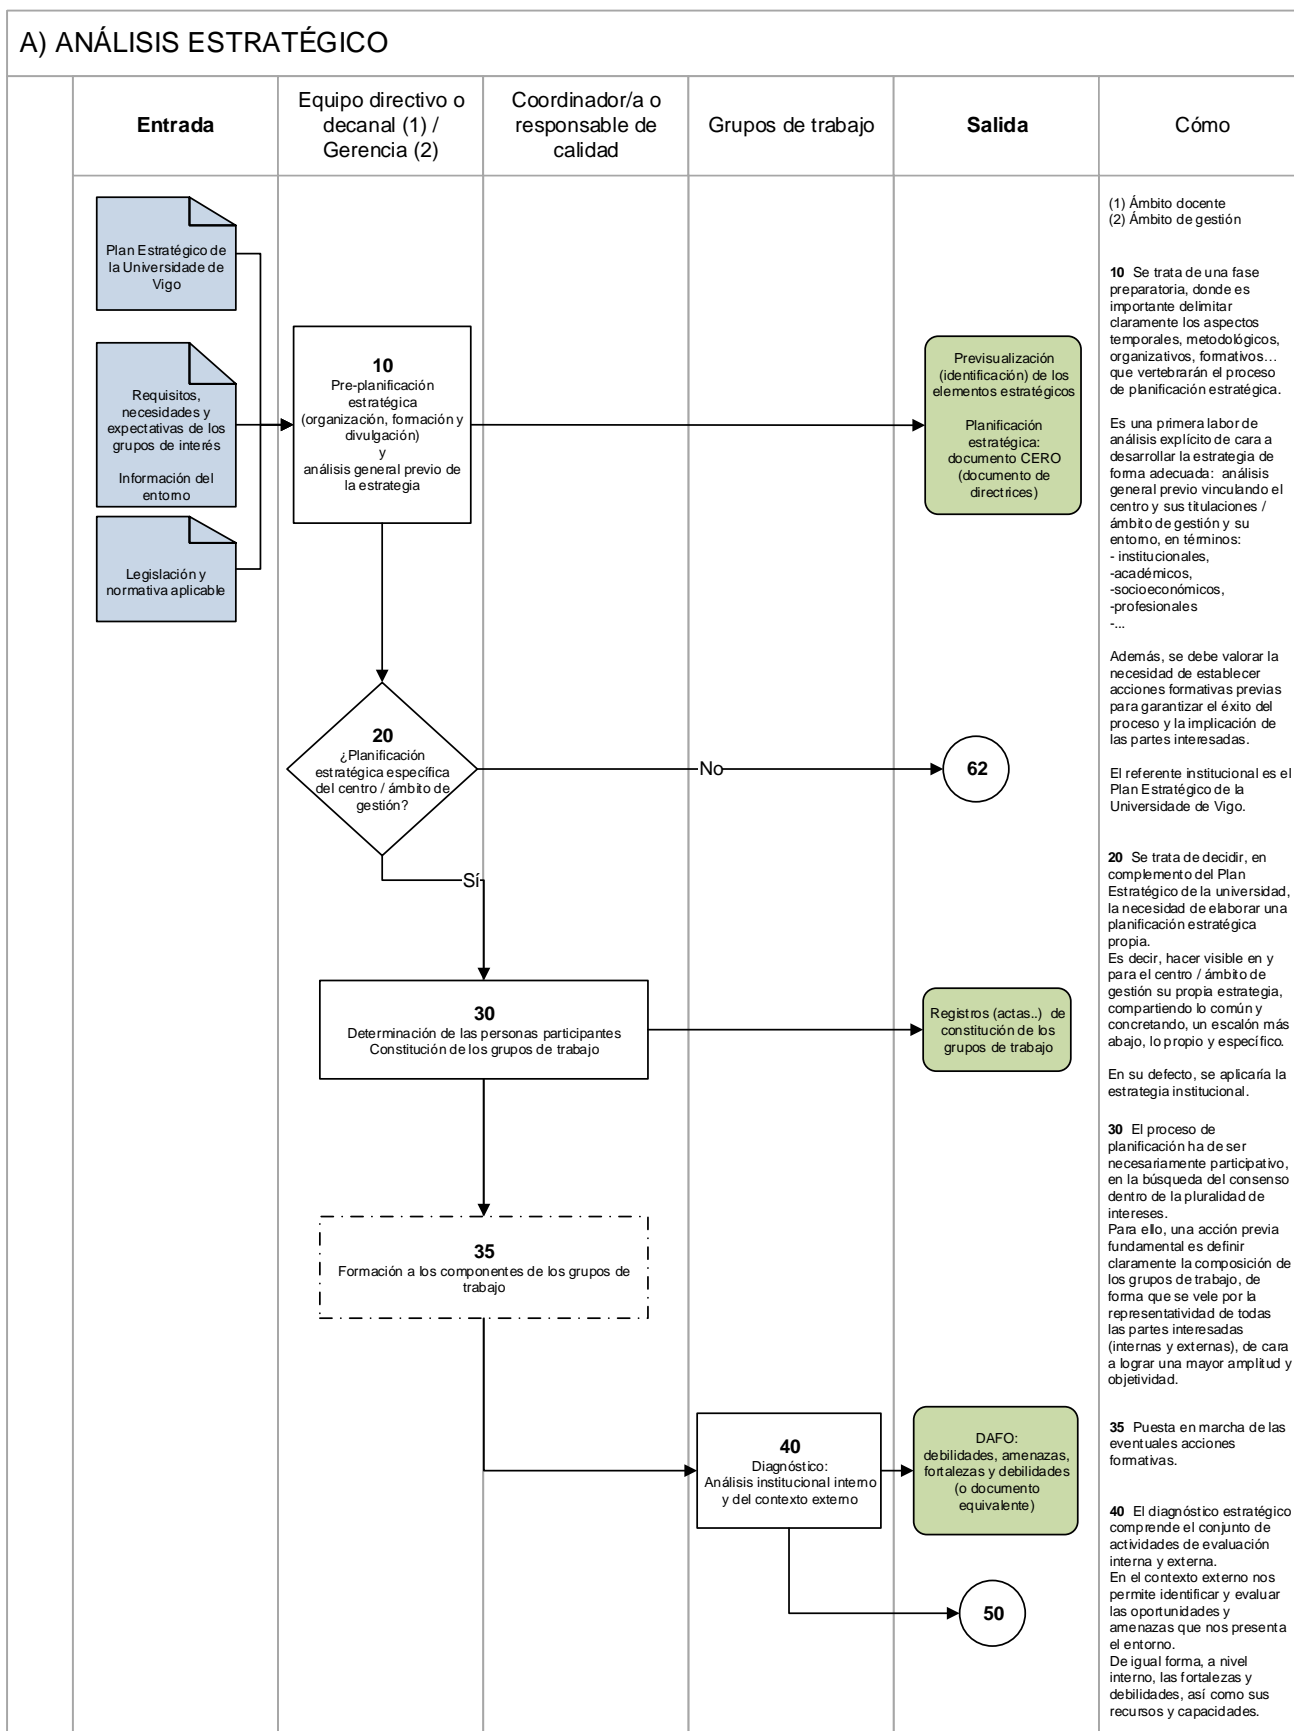 A) ANÁLISIS ESTRATÉGICO
Entrada
Equipo directivo o
decanal (1) /
Gerencia (2)
Coordinador/a o
responsable de
calidad
Grupos de trabajo
Salida
Cómo
Plan Estratégico de
la Universidade de
Vigo
Requisitos,
necesidades y
expectativas de los
grupos de interés
Información del
entorno
Legislación y
normativa aplicable
10
Pre-planificación
estratégica
(organización, formación y
divulgación)
y
análisis general previo de
la estrategia
Previsualización
(identificación) de los
elementos estratégicos
Planificación
estratégica:
documento CERO
(documento de
directrices)
20
¿Planificación
estratégica específica
del centro / ámbito de
gestión?
No
62
Sí
30
Determinación de las personas participantes
Constitución de los grupos de trabajo
Registros (actas..) de
constitución de los
grupos de trabajo
35
Formación a los componentes de los grupos de
trabajo
40
Diagnóstico:
Análisis institucional interno
y del contexto externo
DAFO:
debilidades, amenazas,
fortalezas y debilidades
(o documento
equivalente)
50
(1) Ámbito docente
(2) Ámbito de gestión
10 Se trata de una fase
preparatoria, donde es
importante delimitar
claramente los aspectos
temporales, metodológicos,
organizativos, formativos...
que vertebrarán el proceso
de planificación estratégica.
Es una primera labor de
análisis explícito de cara a
desarrollar la estrategia de
forma adecuada: análisis
general previo vinculando el
centro y sus titulaciones /
ámbito de gestión y su
entorno, en términos:
- institucionales,
-académicos,
-socioeconómicos,
-profesionales
-...
Además, se debe valorar la
necesidad de establecer
acciones formativas previas
para garantizar el éxito del
proceso y la implicación de
las partes interesadas.
El referente institucional es el
Plan Estratégico de la
Universidade de Vigo.
20 Se trata de decidir, en
complemento del Plan
Estratégico de la universidad,
la necesidad de elaborar una
planificación estratégica
propia.
Es decir, hacer visible en y
para el centro / ámbito de
gestión su propia estrategia,
compartiendo lo común y
concretando, un escalón más
abajo, lo propio y específico.
En su defecto, se aplicaría la
estrategia institucional.
30 El proceso de
planificación ha de ser
necesariamente participativo,
en la búsqueda del consenso
dentro de la pluralidad de
intereses.
Para ello, una acción previa
fundamental es definir
claramente la composición de
los grupos de trabajo, de
forma que se vele por la
representatividad de todas
las partes interesadas
(internas y externas), de cara
a lograr una mayor amplitud y
objetividad.
35 Puesta en marcha de las
eventuales acciones
formativas.
40 El diagnóstico estratégico
comprende el conjunto de
actividades de evaluación
interna y externa.
En el contexto externo nos
permite identificar y evaluar
las oportunidades y
amenazas que nos presenta
el entorno.
De igual forma, a nivel
interno, las fortalezas y
debilidades, así como sus
recursos y capacidades.